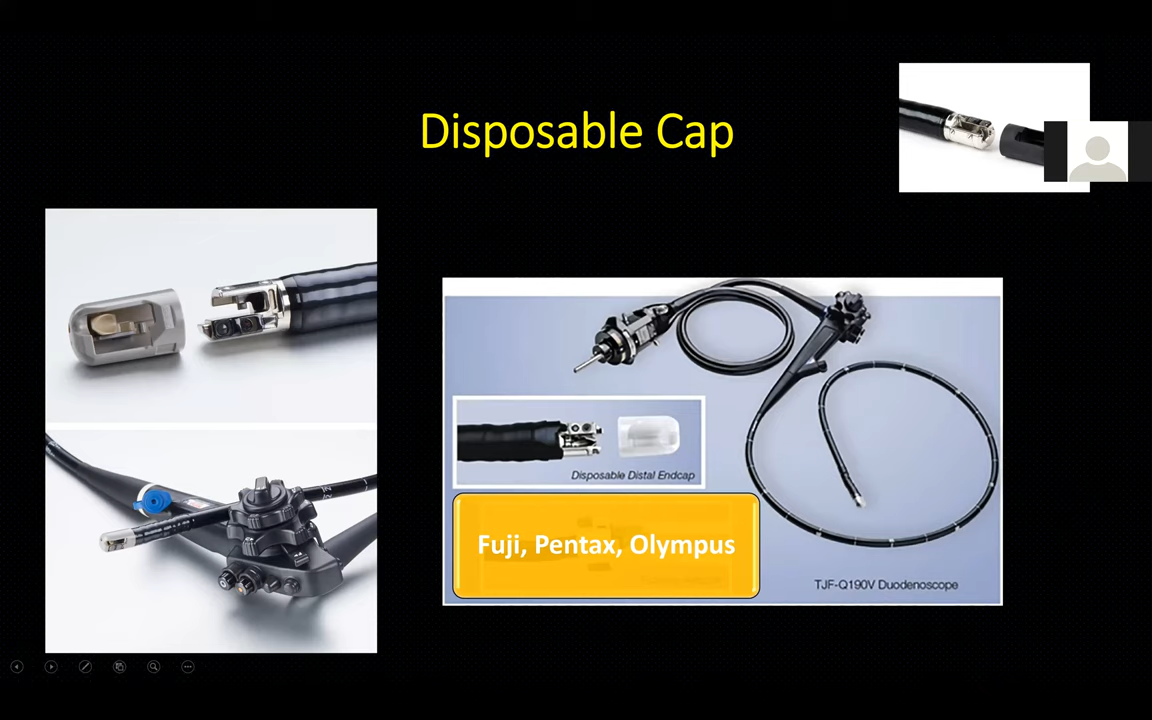 Disposable Cap
Disposable Distal Endcap
Fuji, Pentax, Olympus
TJF-Q190V Duodenoscope